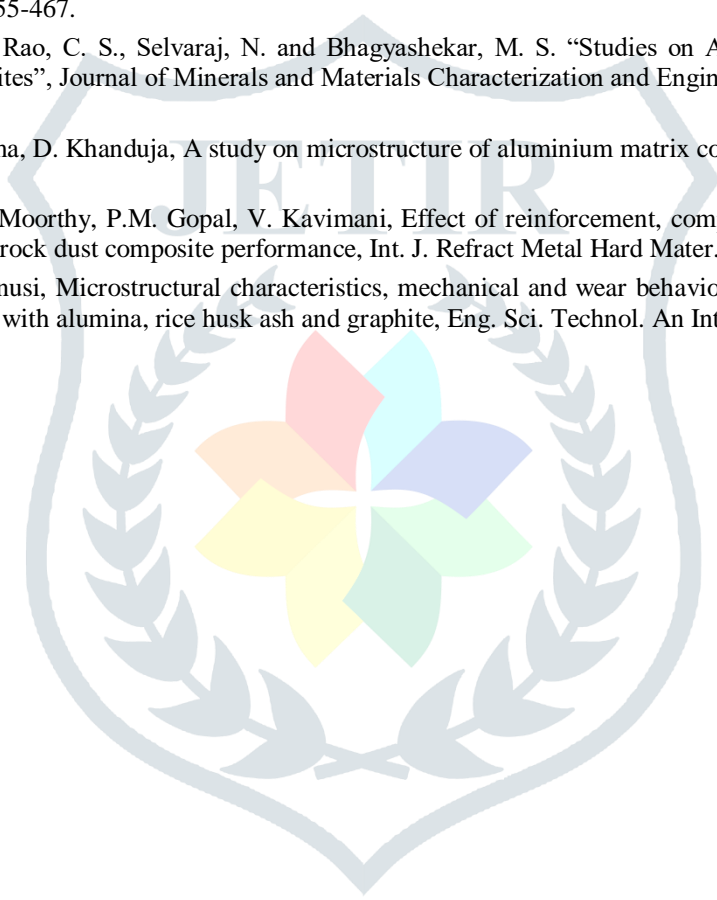 55-467.
Rao, C. S., Selvaraj, N. and Bhagyashekar, M. S. “Studies on A
ites”, Journal of Minerals and Materials Characterization and Engin
na, D. Khanduja, A study on microstructure of aluminium matrix co
JETIR
Moorthy, P.M. Gopal, V. Kavimani, Effect of reinforcement, com
rock dust composite performance, Int. J. Refract Metal Hard Mater.
musi, Microstructural characteristics, mechanical and wear behavio
with alumina, rice husk ash and graphite, Eng. Sci. Technol. An Int